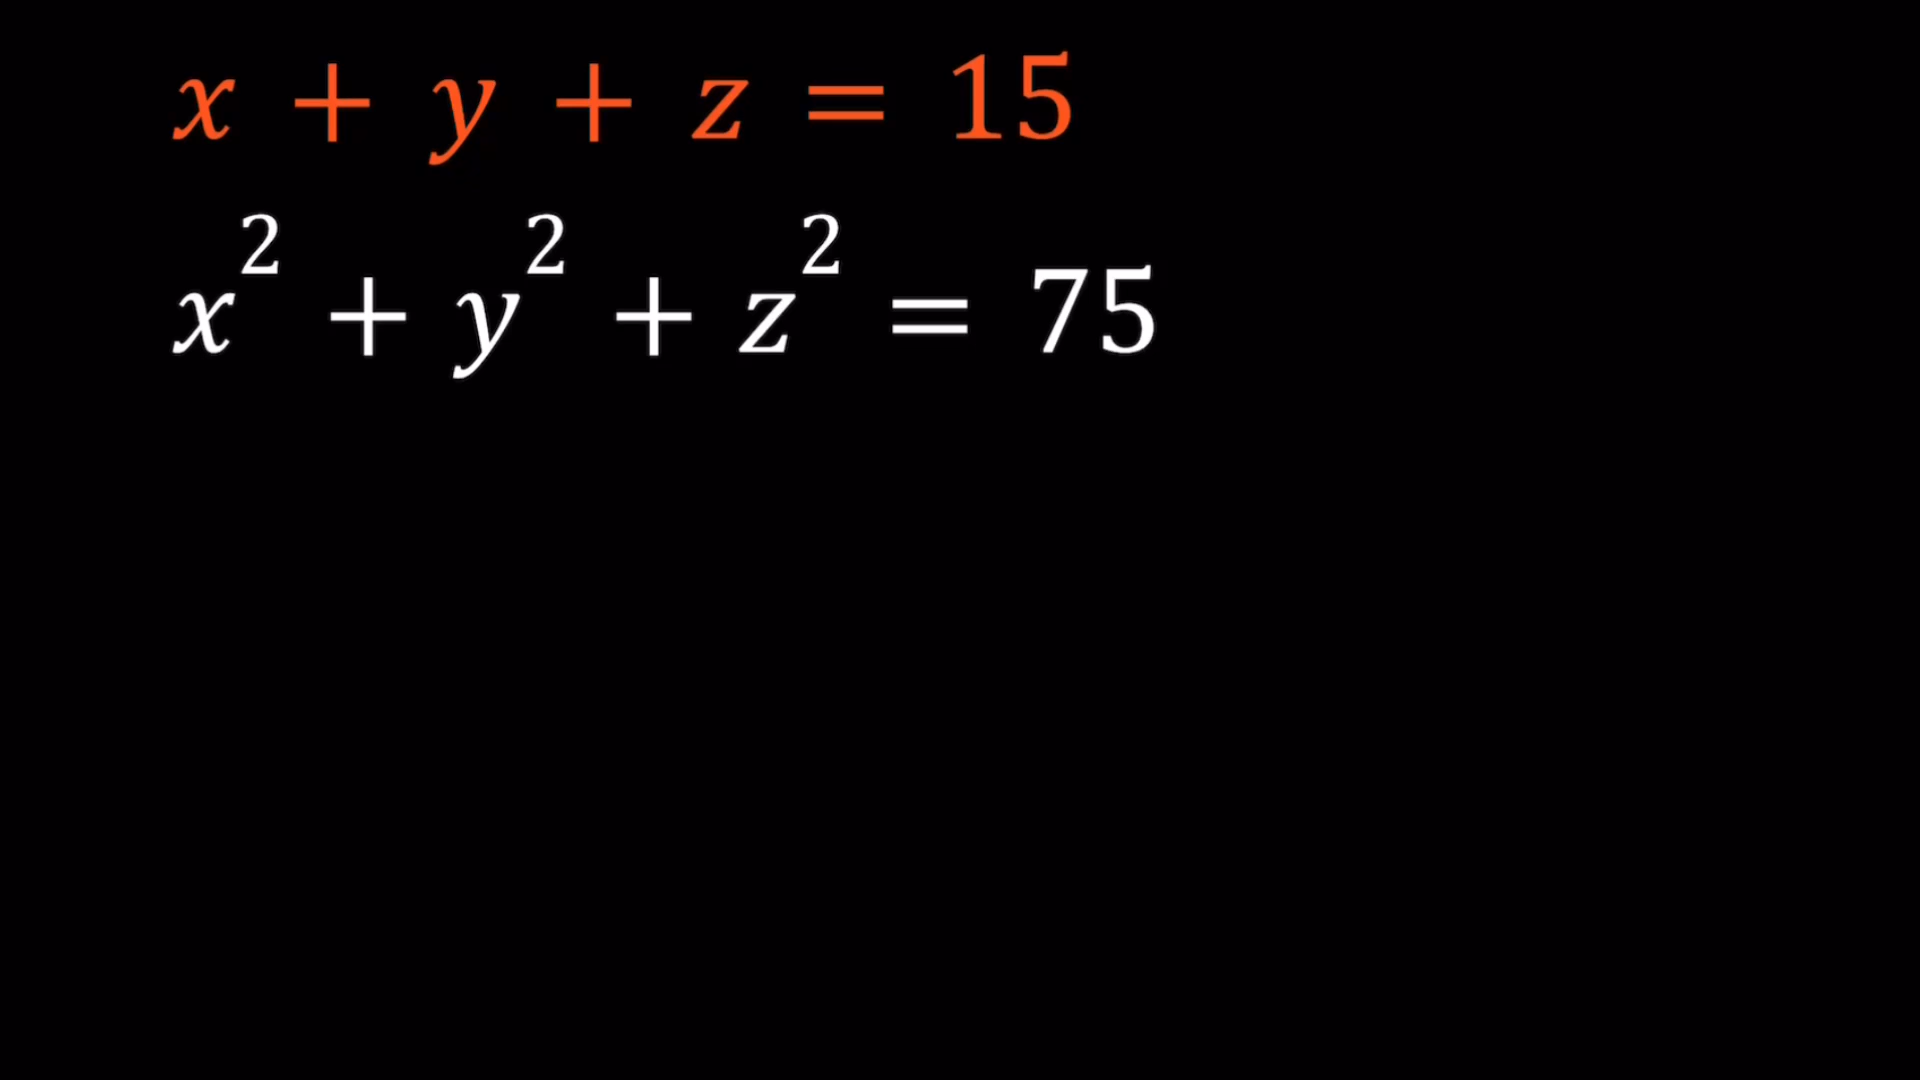 x + y + z = 15
x² + y² + z² = 75